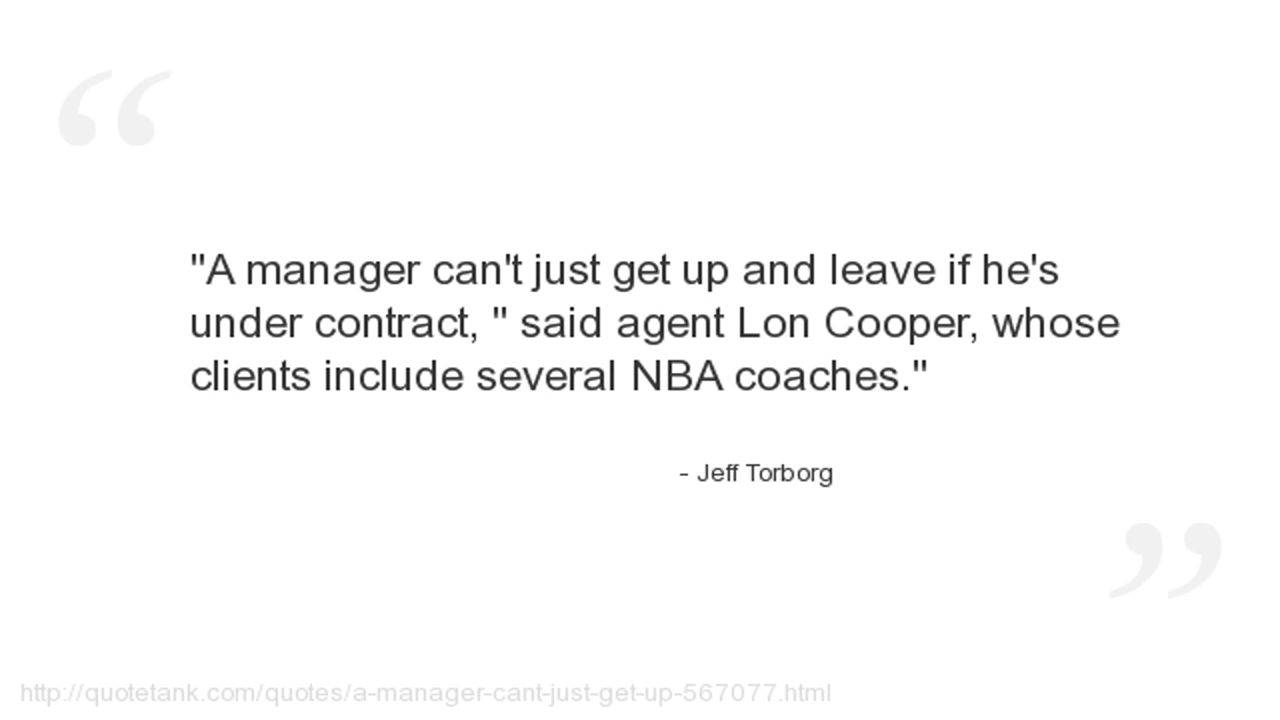 "A manager can't just get up and leave if he's
under contract, " said agent Lon Cooper, whose
clients include several NBA coaches."
- Jeff Torborg
http://quotetank.com/quotes/a-manager-cant-just-get-up-567077.html